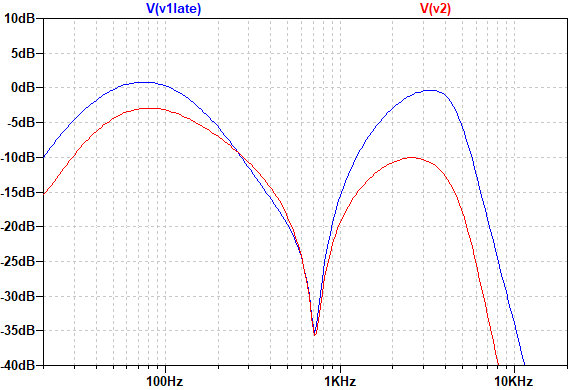 V(v1late) V(v2)
10dB
5dB
0dB
-5dB
-10dB
-15dB
-20dB
-25dB
-30dB
-35dB
-40dB
100Hz 1KHz 10KHz